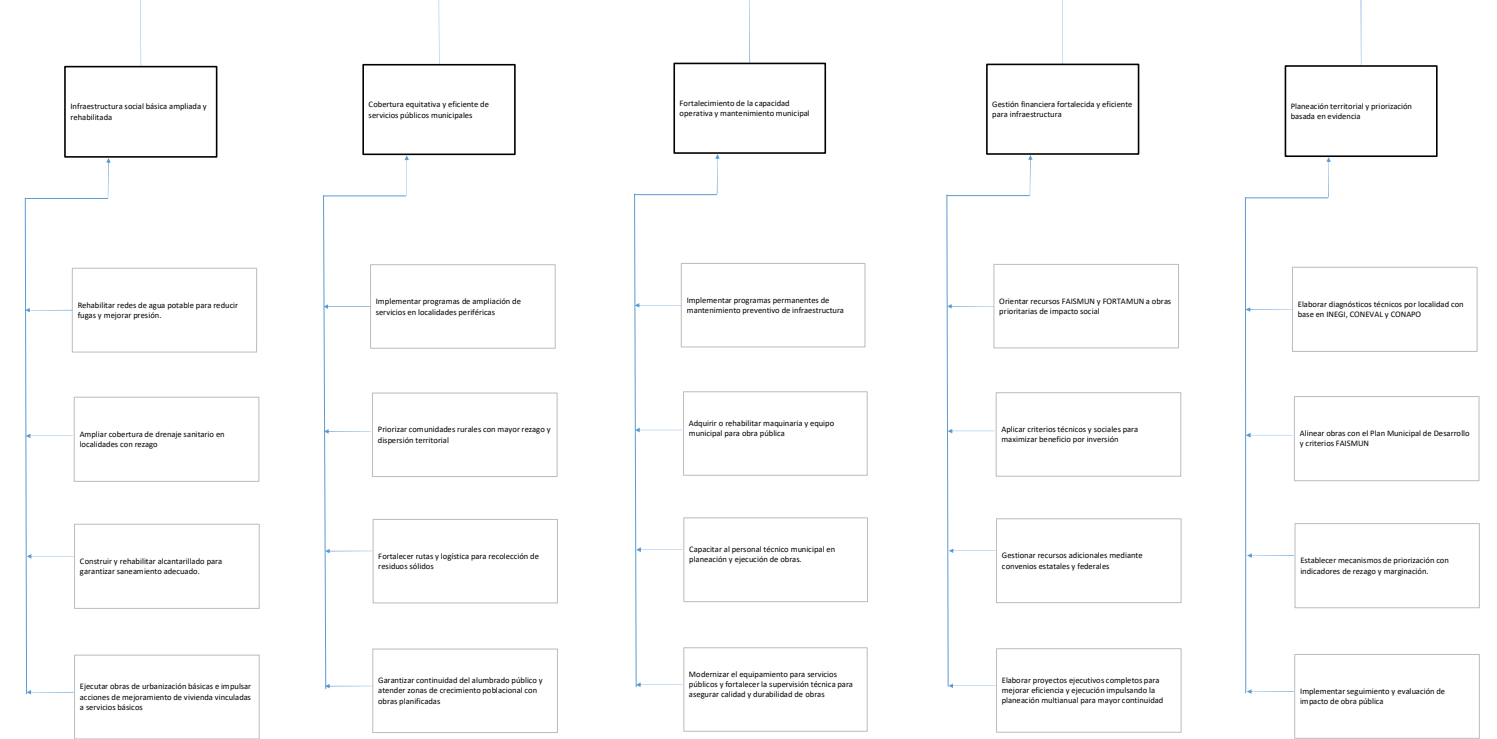 Infraestructura social básica ampliada y
rehabilitada
Cobertura equitativa y eficiente de
servicios públicos municipales
Fortalecimiento de la capacidad
operativa y mantenimiento municipal
Gestión financiera fortalecida y eficiente
para infraestructura
Planeación territorial y priorización
basada en evidencia
Rehabilitar redes de agua potable para reducir
fugas y mejorar presión.
Implementar programas de ampliación de
servicios en localidades periféricas
Implementar programas permanentes de
mantenimiento preventivo de infraestructura
Orientar recursos FAISMUN y FORTAMUN a obras
prioritarias de impacto social
Elaborar diagnósticos técnicos por localidad con
base en INEGI, CONEVAL y CONAPO
Ampliar cobertura de drenaje sanitario en
localidades con rezago
Priorizar comunidades rurales con mayor rezago y
dispersión territorial
Adquirir o rehabilitar maquinaria y equipo
municipal para obra pública
Aplicar criterios técnicos y sociales para
maximizar beneficio por inversión
Alinear obras con el Plan Municipal de Desarrollo
y criterios FAISMUN
Construir y rehabilitar alcantarillado para
garantizar saneamiento adecuado.
Fortalecer rutas y logística para recolección de
residuos sólidos
Capacitar al personal técnico municipal en
planeación y ejecución de obras.
Gestionar recursos adicionales mediante
convenios estatales y federales
Establecer mecanismos de priorización con
indicadores de rezago y marginación.
Ejecutar obras de urbanización básicas e impulsar
acciones de mejoramiento de vivienda vinculadas
a servicios básicos
Garantizar continuidad del alumbrado público y
atender zonas de crecimiento poblacional con
obras planificadas
Modernizar el equipamiento para servicios
públicos y fortalecer la supervisión técnica para
asegurar calidad y durabilidad de obras
Elaborar proyectos ejecutivos completos para
mejorar eficiencia y ejecución impulsando la
planeación multianual para mayor continuidad
Implementar seguimiento y evaluación de
impacto de obra pública